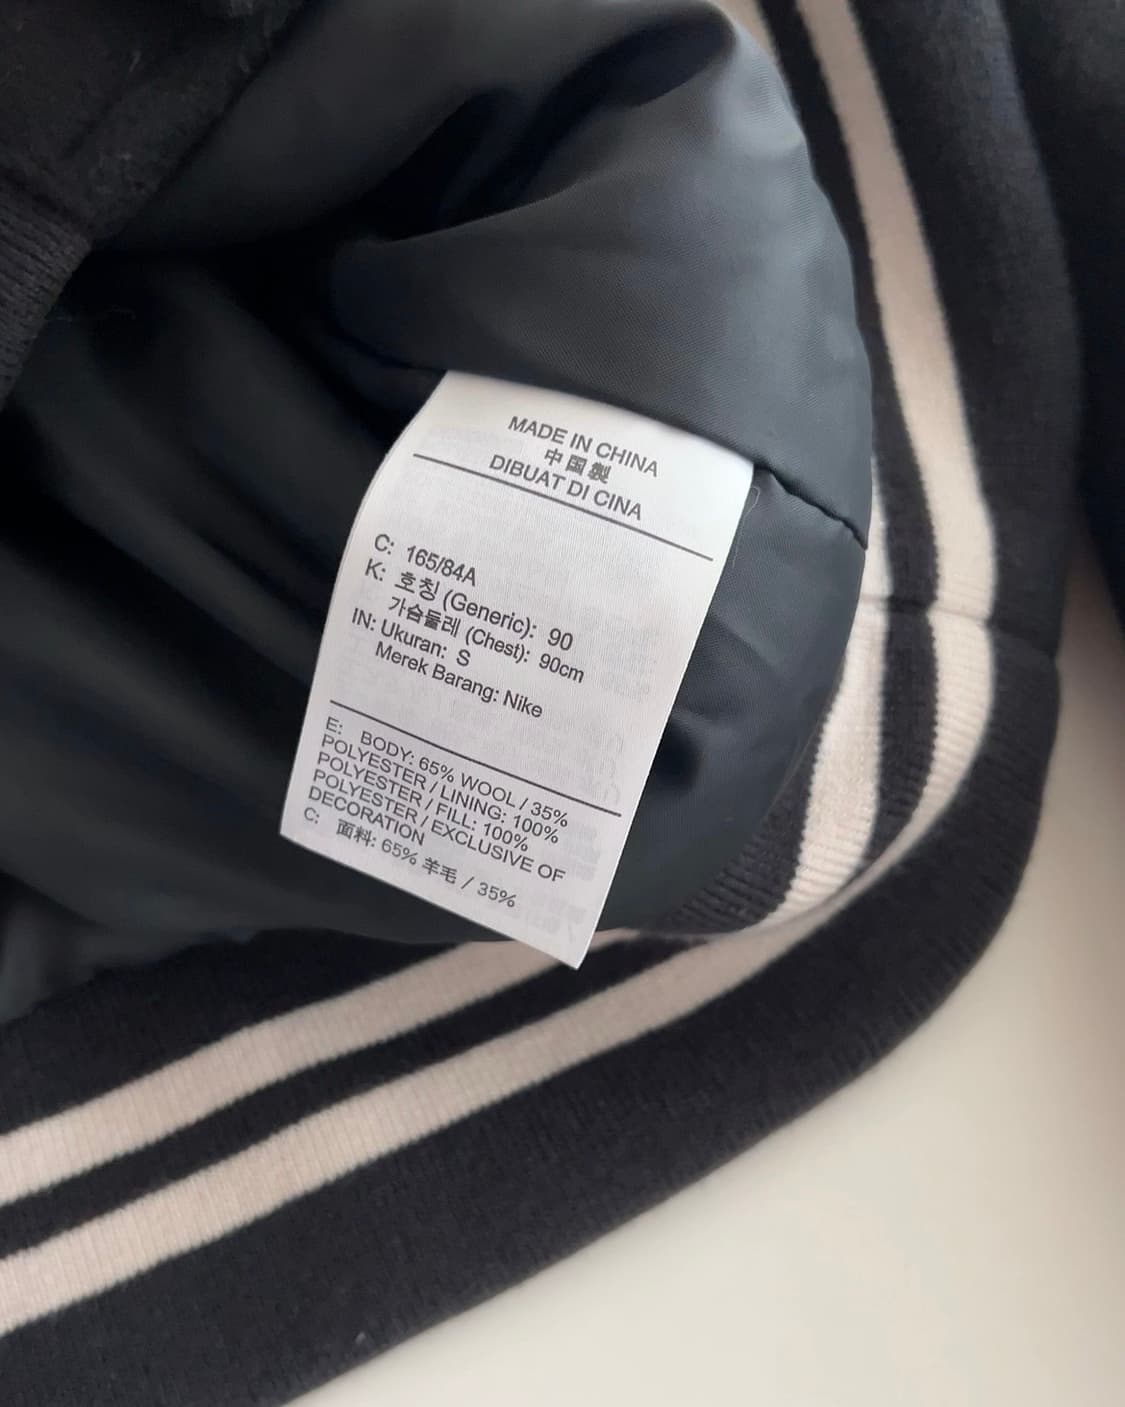 MADE IN CHINA
中国製
DIBUAT DI CINA
C: 165/84A
K: 호칭 (Generic): 90
가슴둘레 (Chest): 90cm
IN: Ukuran: S
Merek Barang: Nike
E: BODY: 65% WOOL / 35%
POLYESTER / LINING: 100%
POLYESTER / FILL: 100%
POLYESTER / EXCLUSIVE OF
DECORATION
C: 面料: 65% 羊毛 / 35%